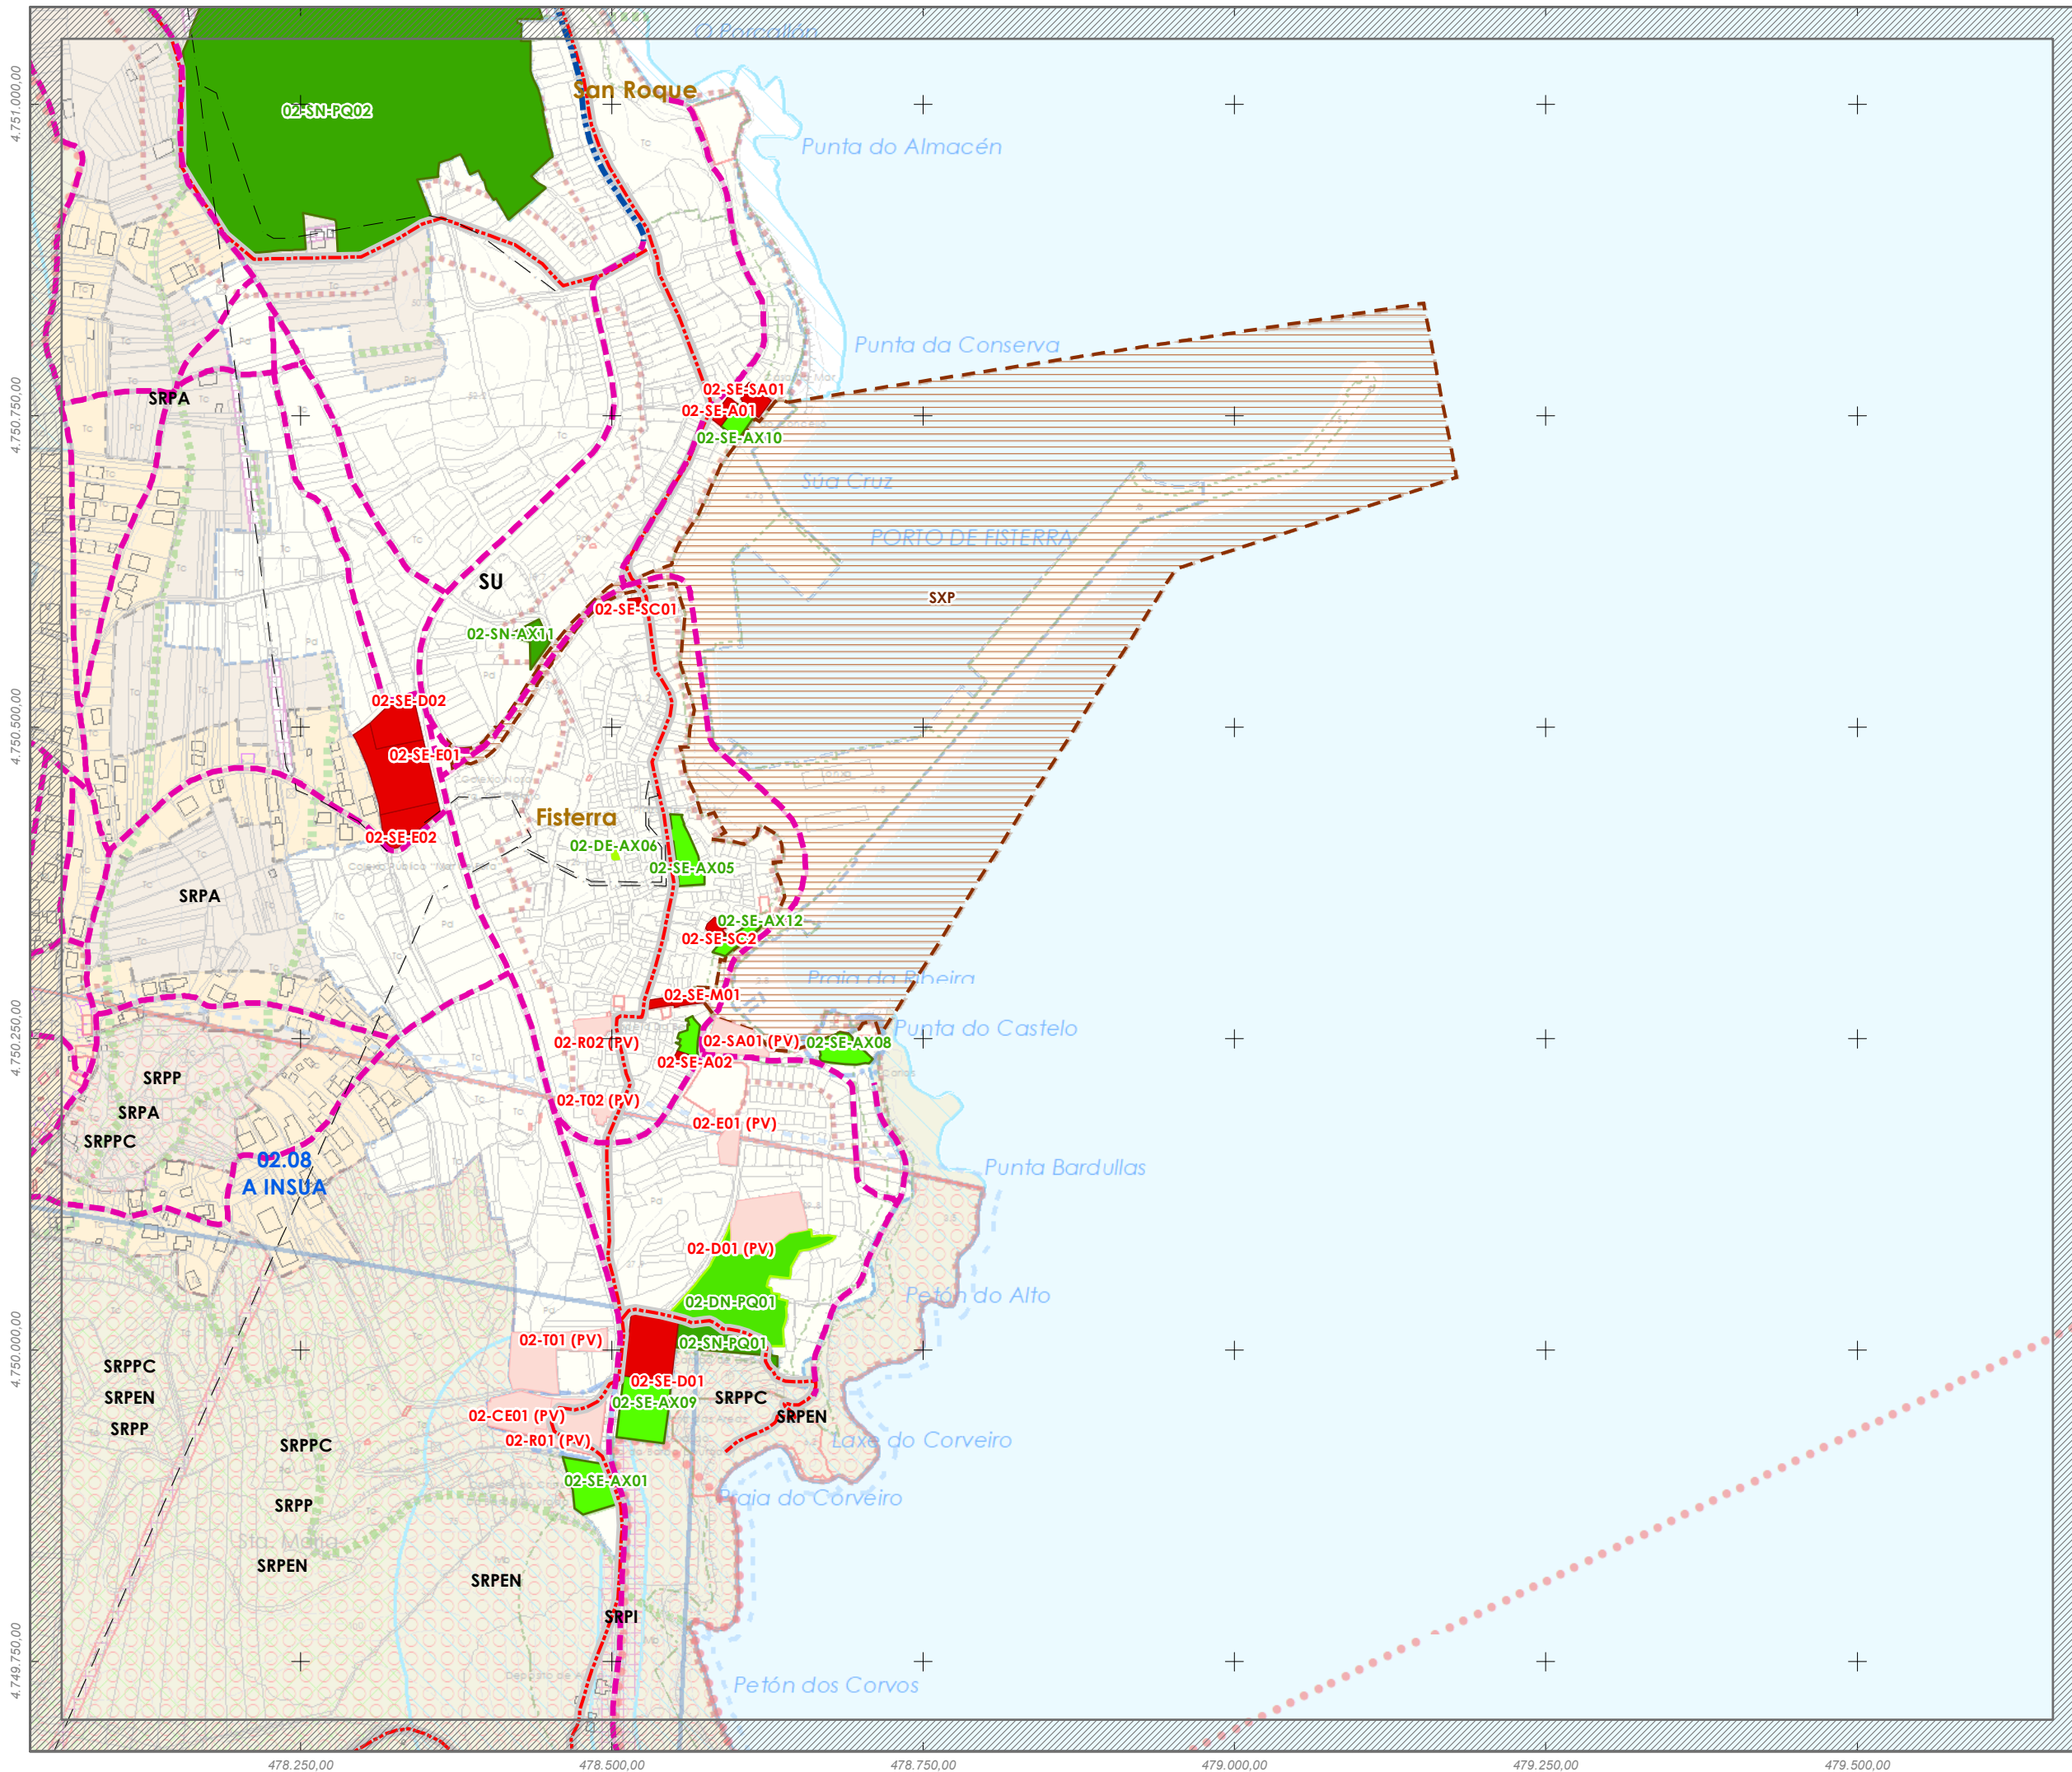 O Porcallón
San Roque
02-SN-PQ02
4.751.000,00
Punta do Almacén
Punta da Conserva
02-SE-SA01
SRPA
02-SE-A01
4.750.750,00
02-SE-AX10
Súa Cruz
PORTO DE FISTERRA
SU
SXP
02-SE-SC01
02-SN-AX11
02-SE-D02
4.750.500,00
02-SE-E01
Lonxa
Fisterra
02-SE-E02
02-DE-AX06
02-SE-AX05
SRPA
02-SE-AX12
02-SE-SC2
Praia da Ribeira
02-SE-M01
Punta do Castelo
4.750.250,00
02-R02 (PV)
02-SA01 (PV)
02-SE-AX08
02-SE-A02
SRPP
02-T02 (PV)
SRPA
02-E01 (PV)
SRPPC
02.08
A INSUA
Punta Bardullas
02-D01 (PV)
Petón do Alto
02-DN-PQ01
02-T01 (PV)
02-SN-PQ01
4.750.000,00
SRPPC
02-SE-D01
SRPEN
SRPPC
02-SE-AX09
02-CE01 (PV)
SRPEN
SRPP
02-R01 (PV)
Laxe do Corveiro
SRPPC
02-SE-AX01
Praia do Corveiro
SRPP
Sta. María
SRPEN
SRPEN
SRPI
4.749.750,00
Petón dos Corvos
478.250,00
478.500,00
478.750,00
479.000,00
479.250,00
479.500,00